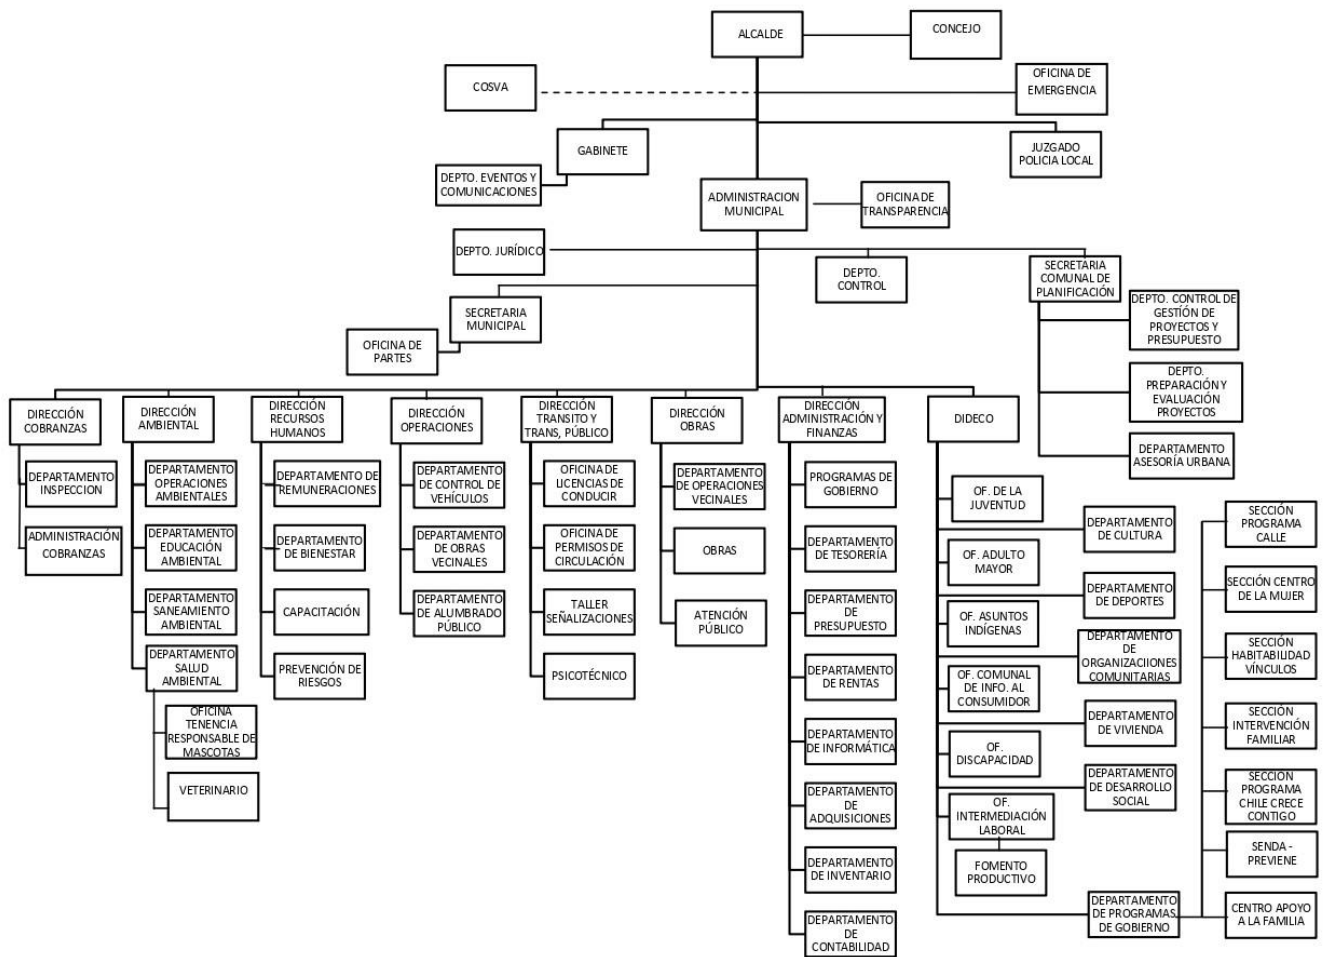 ALCALDE
CONCEJO
COSVA
OFICINA DE
EMERGENCIA
GABINETE
JUZGADO
POLICIA LOCAL
DEPTO. EVENTOS Y
COMUNICACIONES
ADMINISTRACION
MUNICIPAL
OFICINA DE
TRANSPARENCIA
DEPTO. JURÍDICO
DEPTO.
CONTROL
SECRETARIA
COMUNAL DE
PLANIFICACIÓN
SECRETARIA
MUNICIPAL
OFICINA DE
PARTES
DEPTO. CONTROL DE
GESTÍÓN DE
PROYECTOS Y
PRESUPUESTO
DEPTO.
PREPARACIÓN Y
EVALUACIÓN
PROYECTOS
DEPARTAMENTO
ASESORÍA URBANA
DIRECCIÓN
COBRANZAS
DEPARTAMENTO
INSPECCION
ADMINISTRACIÓN
COBRANZAS
DIRECCIÓN
AMBIENTAL
DEPARTAMENTO
OPERACIONES
AMBIENTALES
DEPARTAMENTO
EDUCACIÓN
AMBIENTAL
DEPARTAMENTO
SANEAMIENTO
AMBIENTAL
DEPARTAMENTO
SALUD
AMBIENTAL
OFICINA
TENENCIA
RESPONSABLE DE
MASCOTAS
VETERINARIO
DIRECCIÓN
RECURSOS
HUMANOS
DEPARTAMENTO DE
REMUNERACIONES
DEPARTAMENTO
DE BIENESTAR
CAPACITACIÓN
PREVENCIÓN DE
RIESGOS
DIRECCIÓN
OPERACIONES
DEPARTAMENTO
DE CONTROL DE
VEHÍCULOS
DEPARTAMENTO
DE OBRAS
VECINALES
DEPARTAMENTO
DE ALUMBRADO
PÚBLICO
DIRECCIÓN
TRANSITO Y
TRANS, PÚBLICO
OFICINA DE
LICENCIAS DE
CONDUCIR
OFICINA DE
PERMISOS DE
CIRCULACIÓN
TALLER
SEÑALIZACIONES
PSICOTÉCNICO
DIRECCIÓN
OBRAS
DEPARTAMENTO
DE OPERACIONES
VECINALES
OBRAS
ATENCIÓN
PÚBLICO
DIRECCIÓN
ADMINISTRACIÓN Y
FINANZAS
PROGRAMAS DE
GOBIERNO
DEPARTAMENTO
DE TESORERÍA
DEPARTAMENTO
DE
PRESUPUESTO
DEPARTAMENTO
DE RENTAS
DEPARTAMENTO
DE INFORMÁTICA
DEPARTAMENTO
DE
ADQUISICIONES
DEPARTAMENTO
DE INVENTARIO
DEPARTAMENTO
DE
CONTABILIDAD
DIDECO
OF. DE LA
JUVENTUD
OF. ADULTO
MAYOR
OF. ASUNTOS
INDÍGENAS
OF. COMUNAL
DE INFO. AL
CONSUMIDOR
OF.
DISCAPACIDAD
OF.
INTERMEDIACIÓN
LABORAL
FOMENTO
PRODUCTIVO
DEPARTAMENTO
DE CULTURA
DEPARTAMENTO
DE DEPORTES
DEPARTAMENTO
DE
ORGANIZACIIONES
COMUNITARIAS
DEPARTAMENTO
DE VIVIENDA
DEPARTAMENTO
DE DESARROLLO
SOCIAL
DEPARTAMENTO
DE PROGRAMAS
DE GOBIERNO
SECCIÓN
PROGRAMA
CALLE
SECCIÓN CENTRO
DE LA MUJER
SECCIÓN
HABITABILIDAD
VÍNCULOS
SECCIÓN
INTERVENCIÓN
FAMILIAR
SECCIÓN
PROGRAMA
CHILE CRECE
CONTIGO
SENDA -
PREVIENE
CENTRO APOYO
A LA FAMILIA